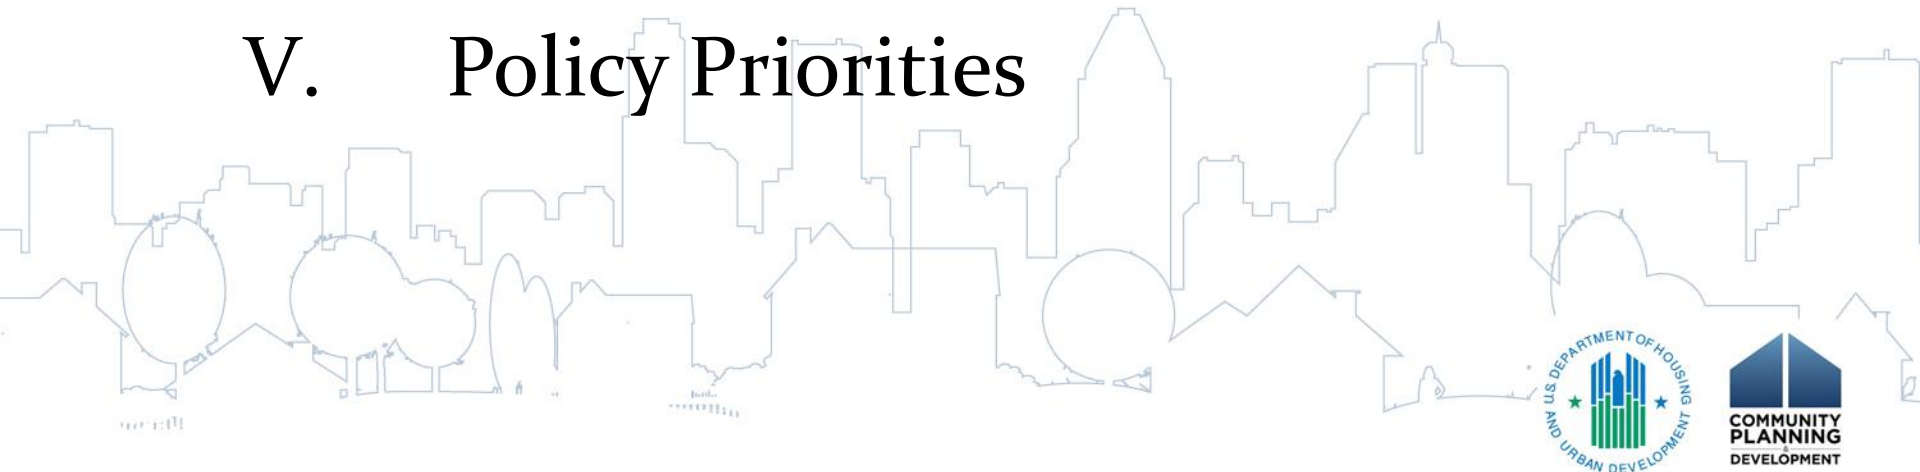 V. Policy Priorities
U.S. DEPARTMENT OF HOUSING
AND URBAN DEVELOPMENT
COMMUNITY
PLANNING
&
DEVELOPMENT